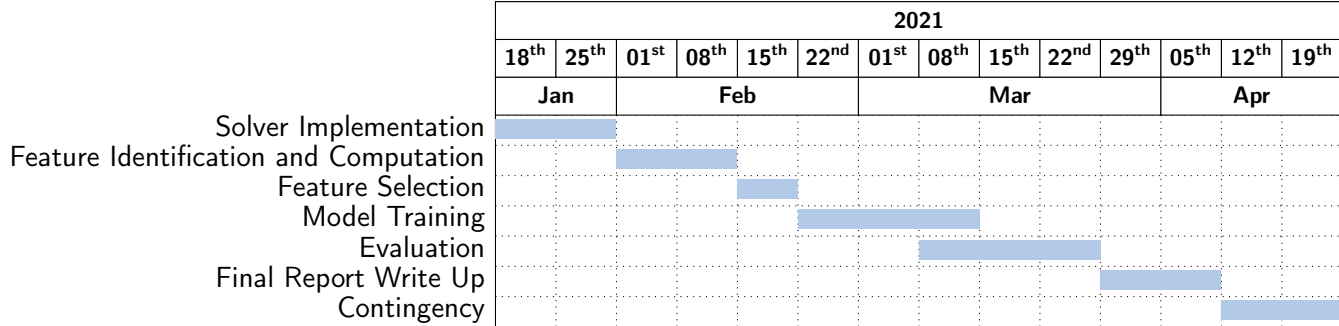 2021
18th 25th 01st 08th 15th 22nd 01st 08th 15th 22nd 29th 05th 12th 19th
Jan Feb Mar Apr
Solver Implementation
Feature Identification and Computation
Feature Selection
Model Training
Evaluation
Final Report Write Up
Contingency